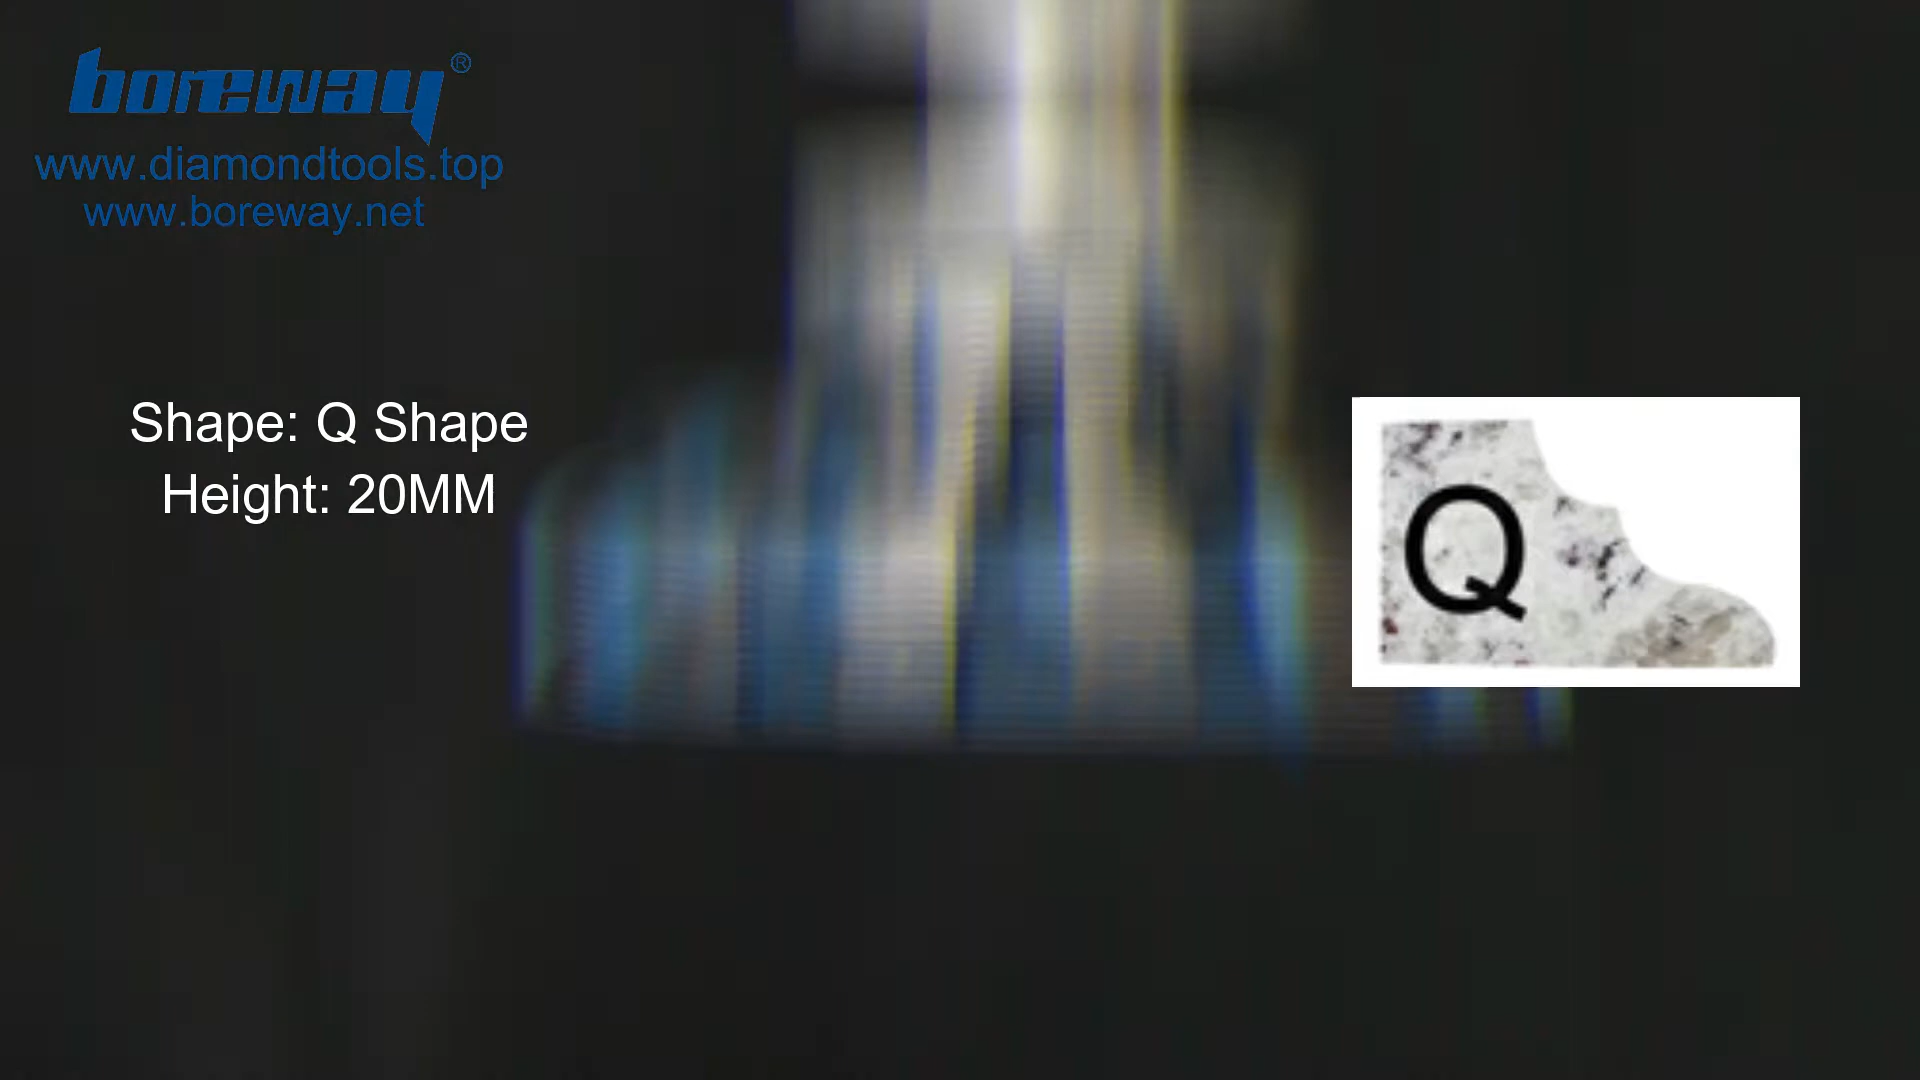 boreway®
www.diamondtools.top
www.boreway.net
Shape: Q Shape
Height: 20MM
Q